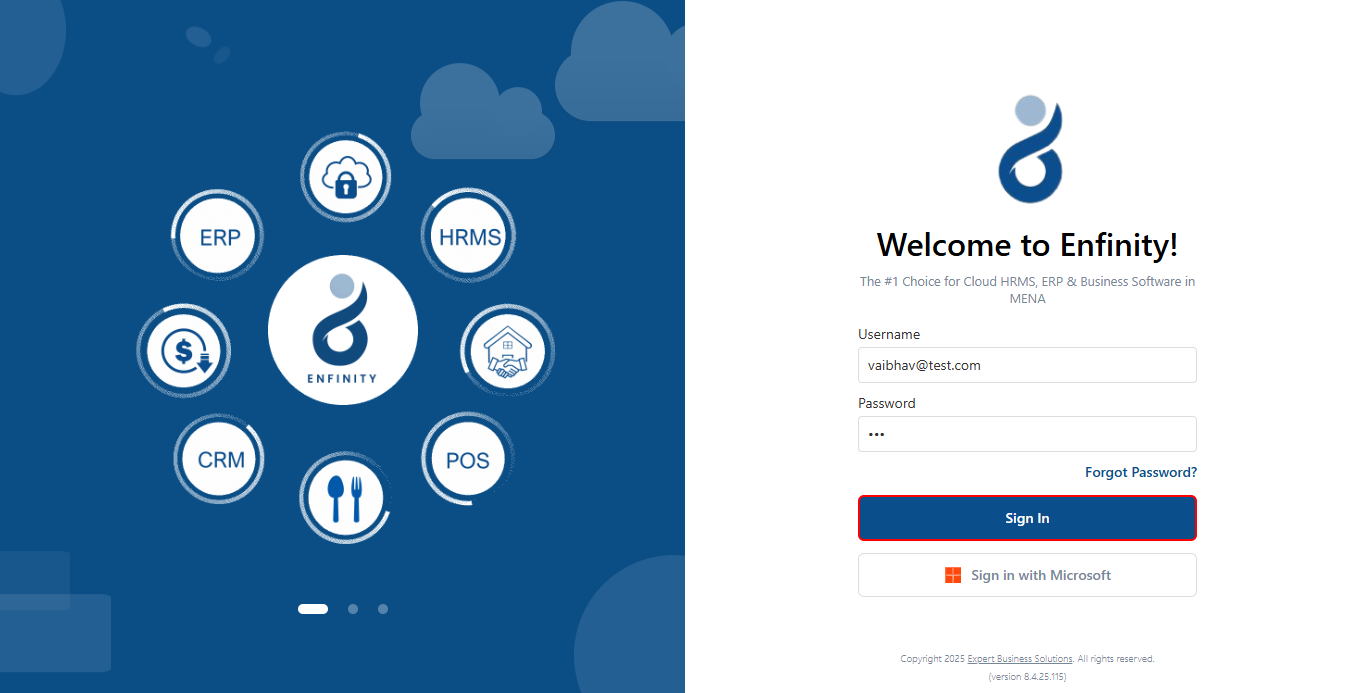 ERP
HRMS
$
ENFINITY
CRM
POS
Welcome to Enfinity!
The #1 Choice for Cloud HRMS, ERP & Business Software in
MENA
Username
vaibhav@test.com
Password
•••
Forgot Password?
Sign In
Sign in with Microsoft
Copyright 2025 Expert Business Solutions. All rights reserved.
(version 8.4.25.115)